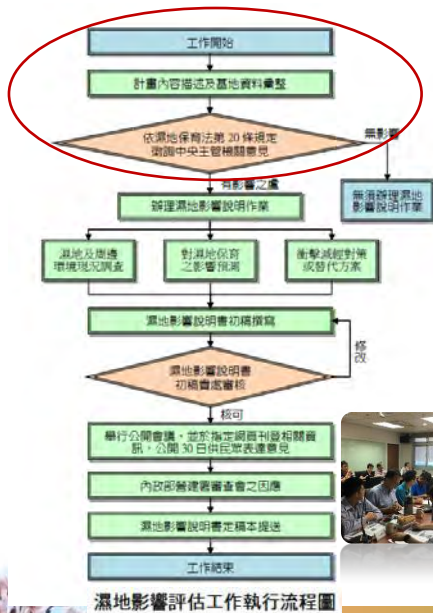 工作開始
計畫內容描述及基地資料彙整
依濕地保育法第20條規定
徵詢中央主管機關意見
無影響
有影響之虞
無須辦理濕地
影響說明作業
辦理濕地影響說明作業
濕地及周邊
環境現況調查
對濕地保育
之影響預測
衝擊減輕對策
或替代方案
濕地影響說明書初稿撰寫
修改
濕地影響說明書
初稿貴處審核
核可
舉行公開會議，並於指定網頁刊登相關資
訊，公開30日供民眾表達意見
內政部營建署審查會之因應
濕地影響說明書定稿本提送
工作結束
濕地影響評估工作執行流程圖